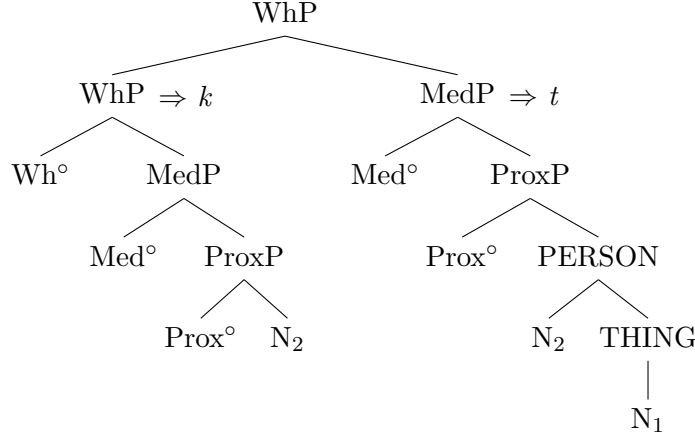 WhP
WhP ⇒ k MedP ⇒ t
Wh° MedP Med° ProxP
Med° ProxP Prox° PERSON
Prox° N₂ N₂ THING
N₁